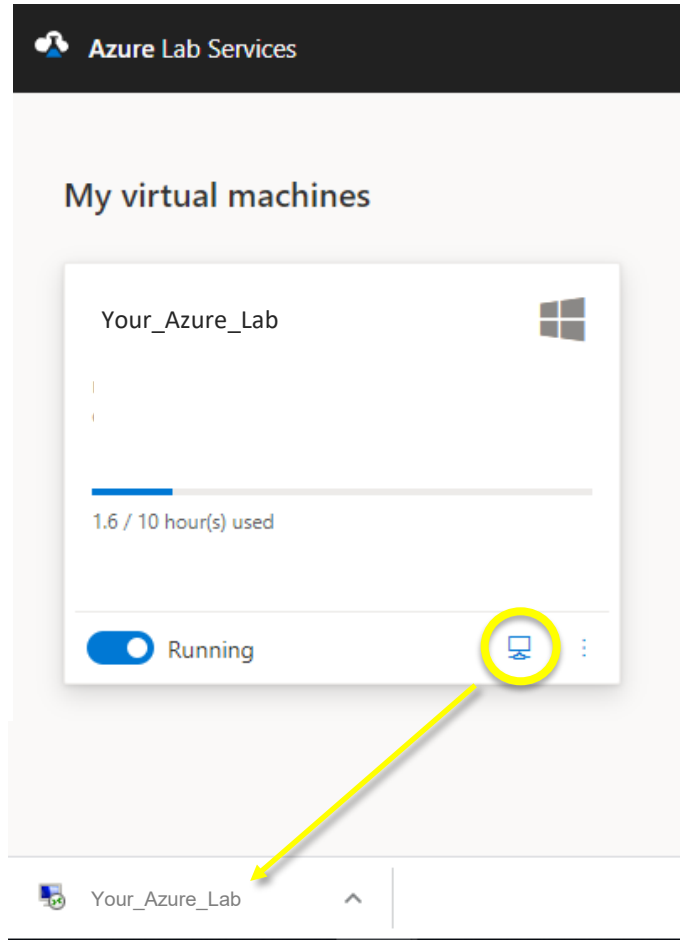 Azure Lab Services
My virtual machines
Your_Azure_Lab
1.6 / 10 hour(s) used
Running
Your_Azure_Lab